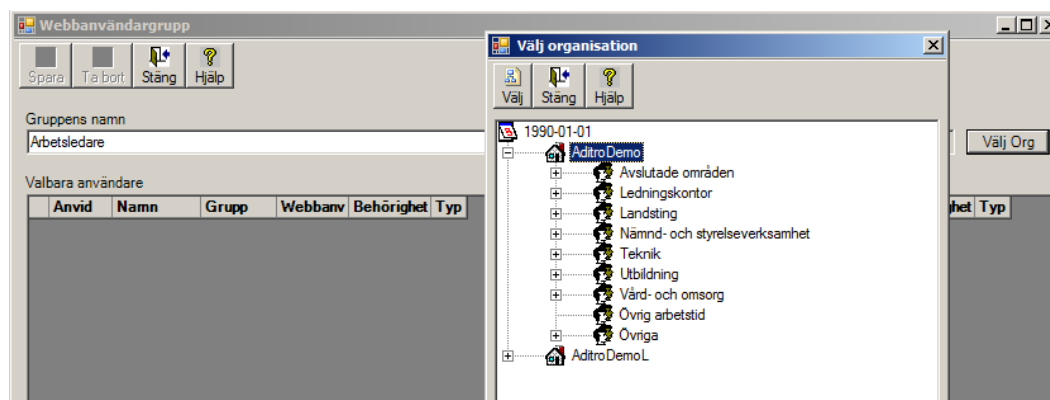 Webbanvändargrupp
Spara Ta bort Stäng Hjälp
Gruppens namn
Arbetsledare
Välj Org
Valbara användare
Anvid Namn Grupp Webbanv Behörighet Typ
het Typ
Välj organisation
Välj Stäng Hjälp
1990-01-01
AditroDemo
Avslutade områden
Ledningskontor
Landsting
Nämnd- och styrelseverksamhet
Teknik
Utbildning
Vård- och omsorg
Övrig arbetstid
Övriga
AditroDemoL